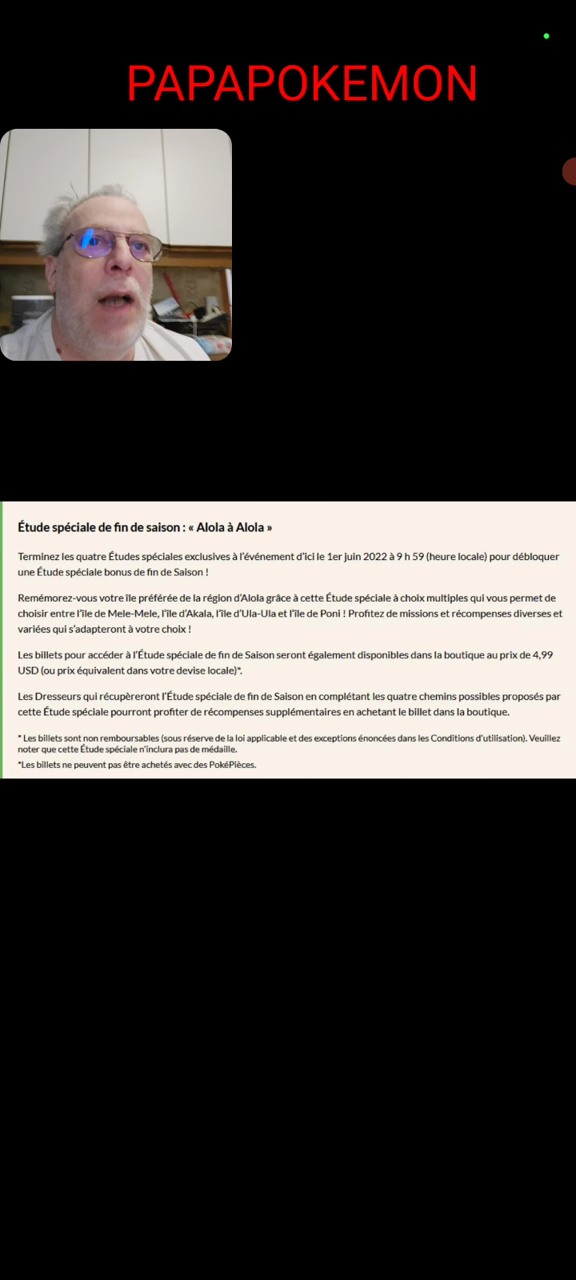 PAPAPOKEMON
Étude spéciale de fin de saison : « Alola à Alola »
Terminez les quatre Études spéciales exclusives à l'événement d'ici le 1er juin 2022 à 9 h 59 (heure locale) pour débloquer
une Étude spéciale bonus de fin de Saison !
Remémorez-vous votre île préférée de la région d'Alola grâce à cette Étude spéciale à choix multiples qui vous permet de
choisir entre l'île de Mele-Mele, l'île d'Akala, l'île d'Ula-Ula et l'île de Poni ! Profitez de missions et récompenses diverses et
variées qui s'adapteront à votre choix !
Les billets pour accéder à l'Étude spéciale de fin de Saison seront également disponibles dans la boutique au prix de 4,99
USD (ou prix équivalent dans votre devise locale)*.
Les Dresseurs qui récupèreront l'Étude spéciale de fin de Saison en complétant les quatre chemins possibles proposés par
cette Étude spéciale pourront profiter de récompenses supplémentaires en achetant le billet dans la boutique.
* Les billets sont non remboursables (sous réserve de la loi applicable et des exceptions énoncées dans les Conditions d'utilisation). Veuillez
noter que cette Étude spéciale n'inclura pas de médaille.
*Les billets ne peuvent pas être achetés avec des PokéPièces.